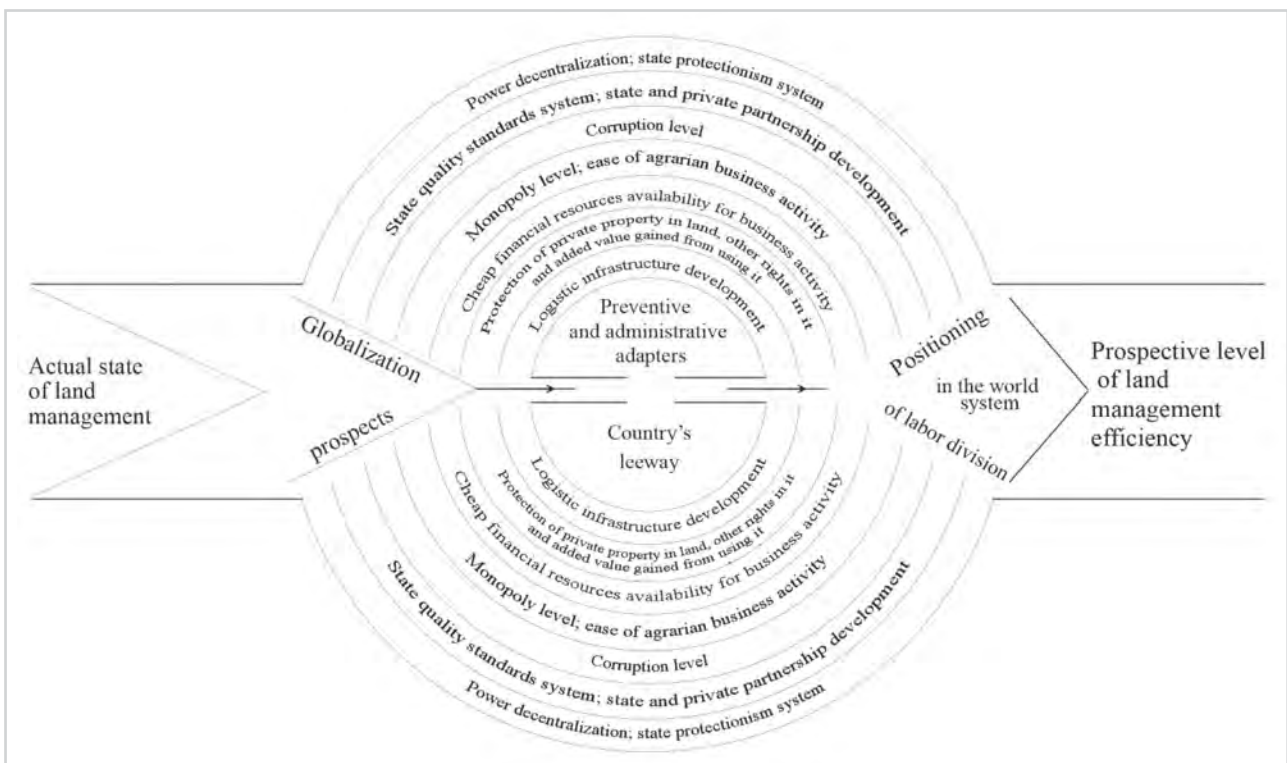 Power decentralization; state protectionism system
State quality standards system; state and private partnership development
Corruption level
Monopoly level; ease of agrarian business activity
Cheap financial resources availability for business activity
Protection of private property in land, other rights in it
and added value gained from using it
Logistic infrastructure development
Preventive
and administrative
adapters
Globalization
prospects
Actual state
of land
management
Positioning
in the world
system
of labor division
Prospective level
of land
management
efficiency
Country's
leeway
Logistic infrastructure development
Protection of private property in land, other rights in it
and added value gained from using it
Cheap financial resources availability for business activity
Monopoly level; ease of agrarian business activity
Corruption level
State quality standards system; state and private partnership development
Power decentralization; state protectionism system